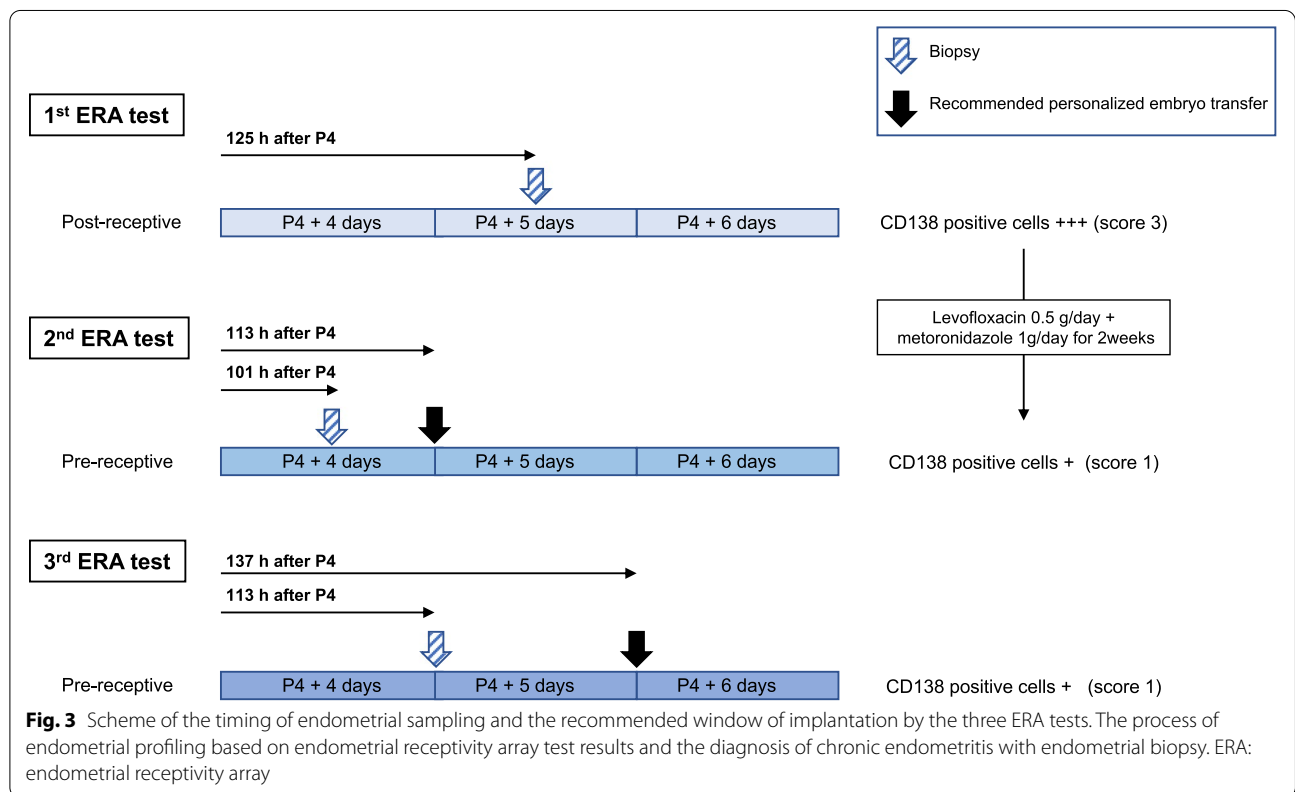 Biopsy
Recommended personalized embryo transfer
1st ERA test
125 h after P4
Post-receptive
P4 + 4 days
P4 + 5 days
P4 + 6 days
CD138 positive cells +++ (score 3)
Levofloxacin 0.5 g/day +
metoronidazole 1g/day for 2weeks
2nd ERA test
113 h after P4
101 h after P4
Pre-receptive
P4 + 4 days
P4 + 5 days
P4 + 6 days
CD138 positive cells + (score 1)
3rd ERA test
137 h after P4
113 h after P4
Pre-receptive
P4 + 4 days
P4 + 5 days
P4 + 6 days
CD138 positive cells + (score 1)
Fig. 3 Scheme of the timing of endometrial sampling and the recommended window of implantation by the three ERA tests. The process of
endometrial profiling based on endometrial receptivity array test results and the diagnosis of chronic endometritis with endometrial biopsy. ERA:
endometrial receptivity array